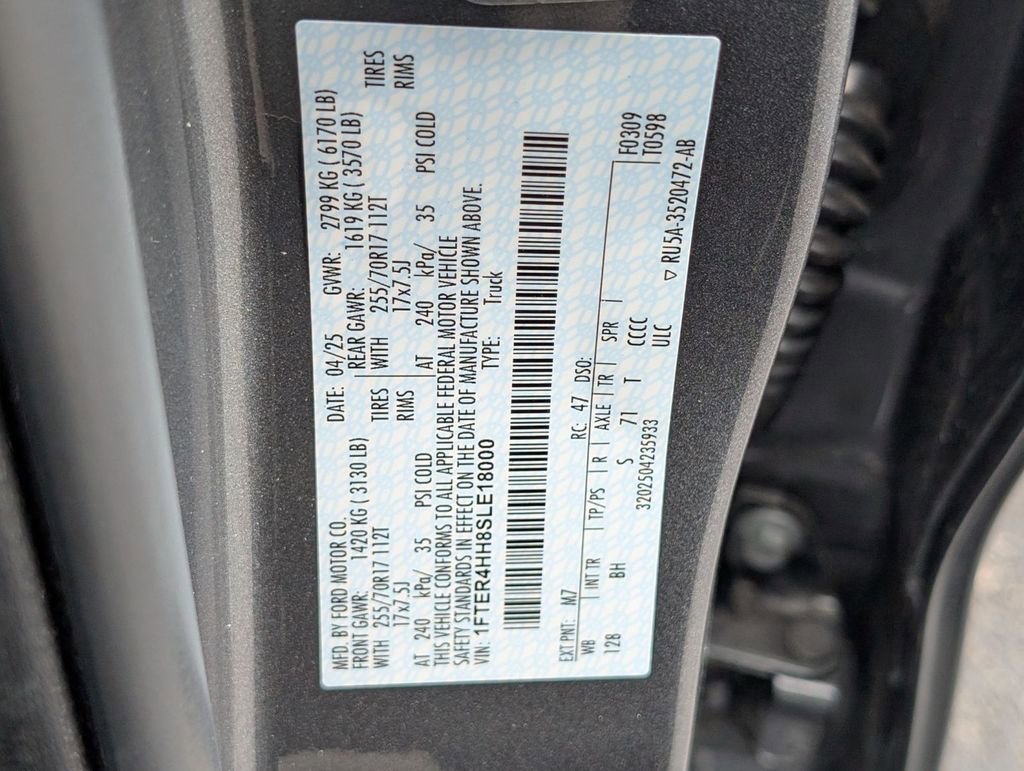 MFD. BY FORD MOTOR CO. DATE: 04/25 GVWR: 2799 KG ( 6170 LB)
FRONT GAWR: 1420 KG ( 3130 LB) REAR GAWR: 1619 KG ( 3570 LB)
WITH 255/70R17 112T TIRES WITH 255/70R17 112T TIRES
17x7.5J RIMS 17x7.5J RIMS
AT 240 kPa/ 35 PSI COLD AT 240 kPa/ 35 PSI COLD
THIS VEHICLE CONFORMS TO ALL APPLICABLE FEDERAL MOTOR VEHICLE
SAFETY STANDARDS IN EFFECT ON THE DATE OF MANUFACTURE SHOWN ABOVE.
VIN: 1FTER4HH8SLE18000 TYPE: Truck
EXT PNT: M7 RC: 47 DSO: F0309
WB INT TR TP/PS R AXLE TR SPR T0598
128 BH S 71 T CCCC
3202504235933 ULC
▽ RU5A-3520472-AB